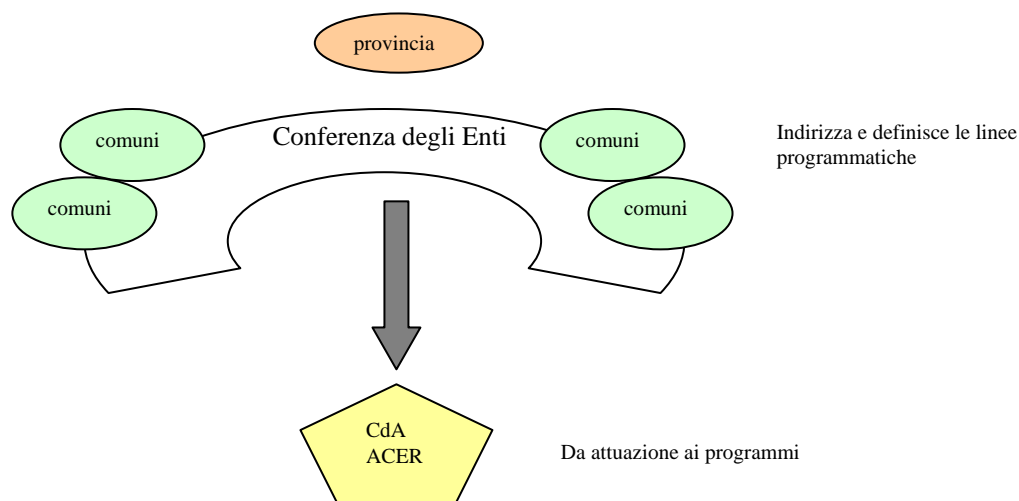 provincia
comuni
Conferenza degli Enti
comuni
Indirizza e definisce le linee
programmatiche
comuni
comuni
CdA
ACER
Da attuazione ai programmi